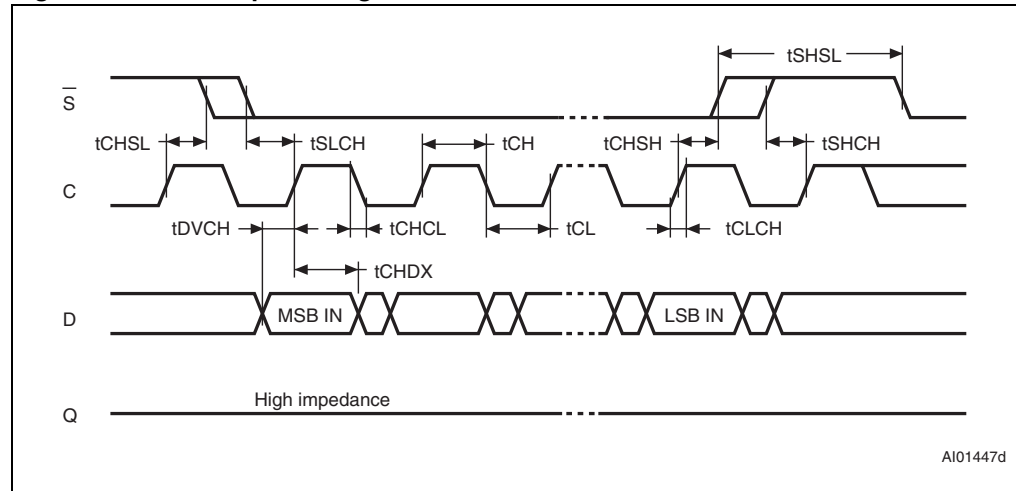 tSHSL
S
tCHSL
tSLCH
tCH
tCHSH
tSHCH
C
tDVCH
tCHCL
tCL
tCLCH
tCHDX
D
MSB IN
LSB IN
High impedance
Q
AI01447d